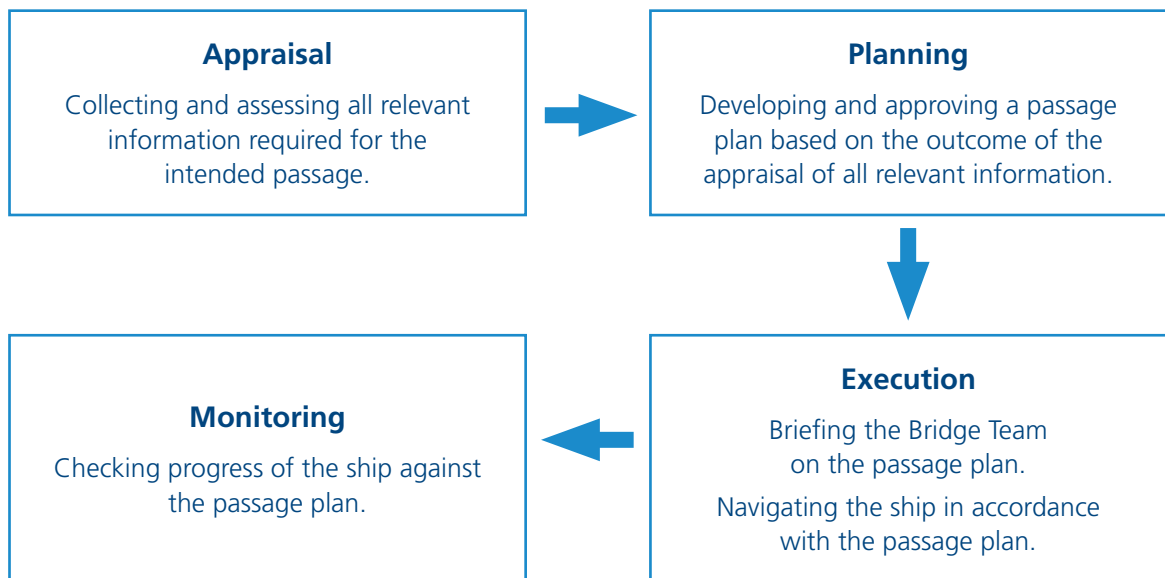 Appraisal
Collecting and assessing all relevant
information required for the
intended passage.
Planning
Developing and approving a passage
plan based on the outcome of the
appraisal of all relevant information.
Execution
Briefing the Bridge Team
on the passage plan.
Navigating the ship in accordance
with the passage plan.
Monitoring
Checking progress of the ship against
the passage plan.